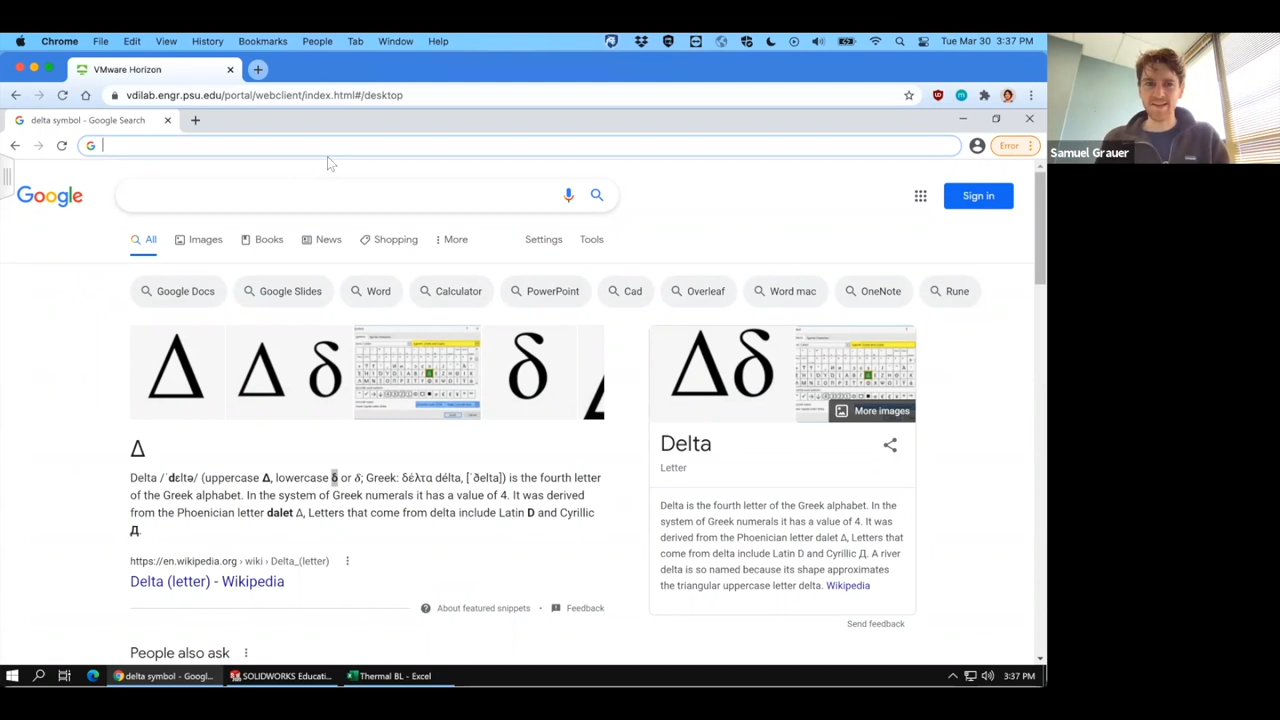 Chrome File Edit View History Bookmarks People Tab Window Help Tue Mar 30 3:37 PM
VMware Horizon
vdilab.engr.psu.edu/portal/webclient/index.html#/desktop
delta symbol - Google Search
Error
Samuel Grauer
Google
Sign in
All Images Books News Shopping More Settings Tools
Google Docs Google Slides Word Calculator PowerPoint Cad Overleaf Word mac OneNote Rune
Δ Δ δ δ
Δδ
More images
Delta
Letter
Δ
Delta /ˈdɛltə/ (uppercase Δ, lowercase δ or 𝛿; Greek: δέλτα délta, [ˈðelta]) is the fourth letter
of the Greek alphabet. In the system of Greek numerals it has a value of 4. It was derived
from the Phoenician letter dalet Δ, Letters that come from delta include Latin D and Cyrillic
Д.
https://en.wikipedia.org › wiki › Delta_(letter)
Delta (letter) - Wikipedia
About featured snippets • Feedback
People also ask
Delta is the fourth letter of the Greek alphabet. In the
system of Greek numerals it has a value of 4. It was
derived from the Phoenician letter dalet Δ, Letters that
come from delta include Latin D and Cyrillic Д. A river
delta is so named because its shape approximates
the triangular uppercase letter delta. Wikipedia
Send feedback
delta symbol - Googl... SOLIDWORKS Educati... Thermal BL - Excel 3:37 PM